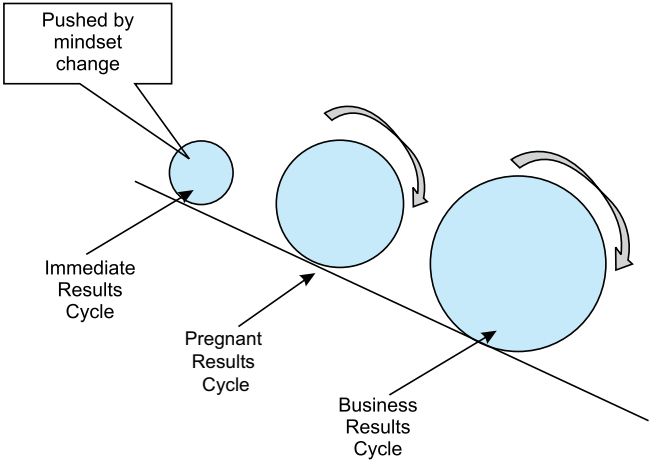 Pushed by
mindset
change
Immediate
Results
Cycle
Pregnant
Results
Cycle
Business
Results
Cycle